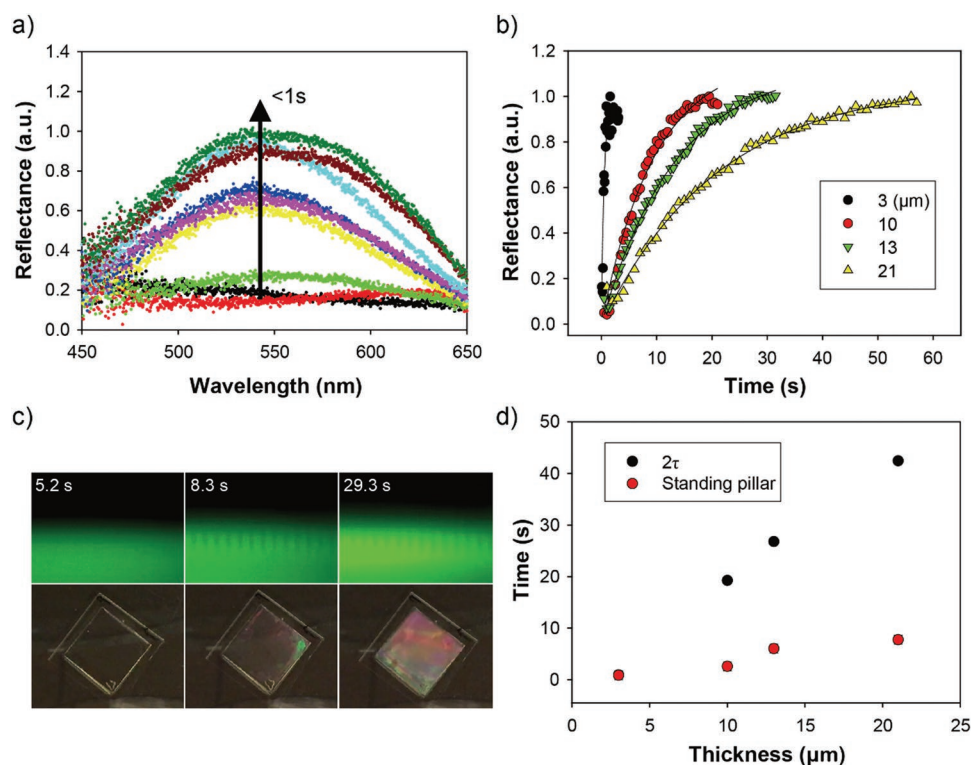 a)
Reflectance (a.u.)
1.4
1.2
1.0
0.8
0.6
0.4
0.2
0.0
<1s
450
500
550
600
650
Wavelength (nm)
b)
Reflectance (a.u.)
1.2
1.0
0.8
0.6
0.4
0.2
0.0
3 (μm)
10
13
21
0
10
20
30
40
50
60
Time (s)
c)
5.2 s
8.3 s
29.3 s
d)
Time (s)
50
40
30
20
10
0
2τ
Standing pillar
0
5
10
15
20
25
Thickness (μm)